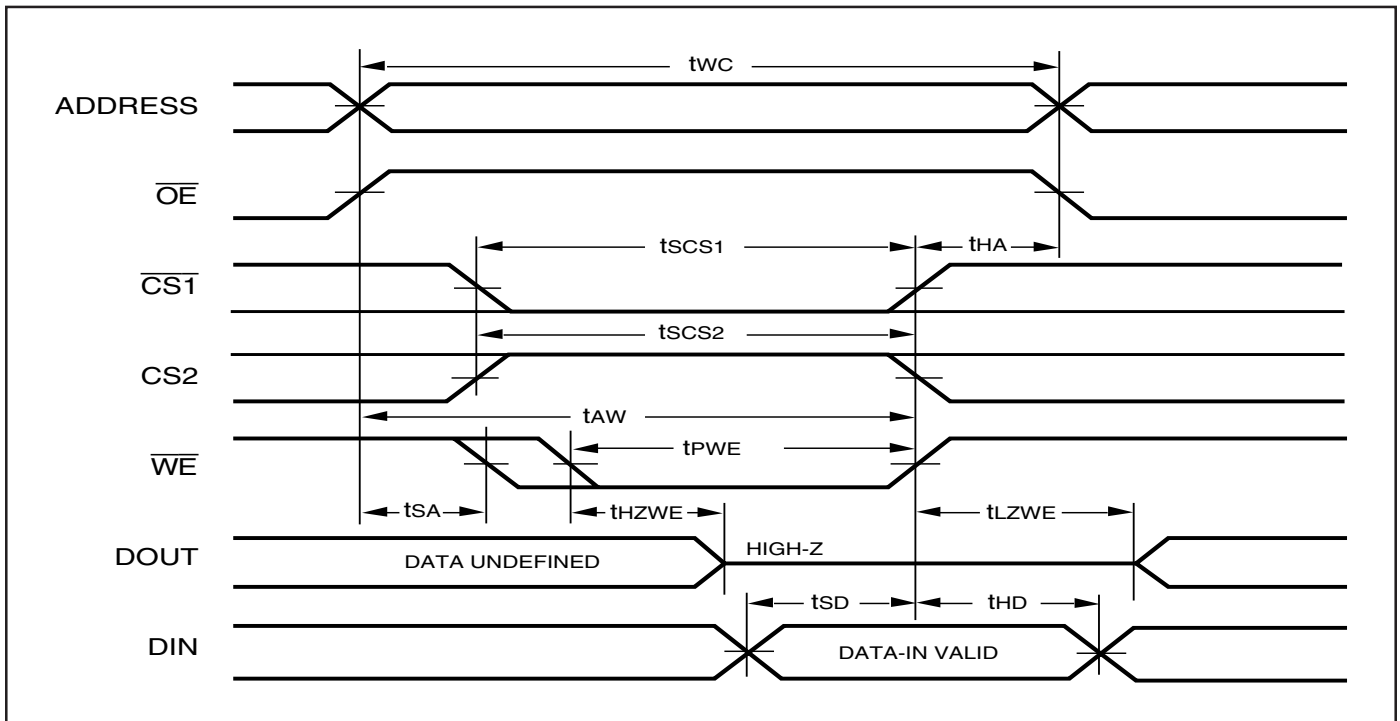 tWC
ADDRESS
OE
tSCS1
tHA
CS1
tSCS2
CS2
tAW
WE
tPWE
tSA
tHZWE
tLZWE
DOUT
DATA UNDEFINED
HIGH-Z
tSD
tHD
DIN
DATA-IN VALID